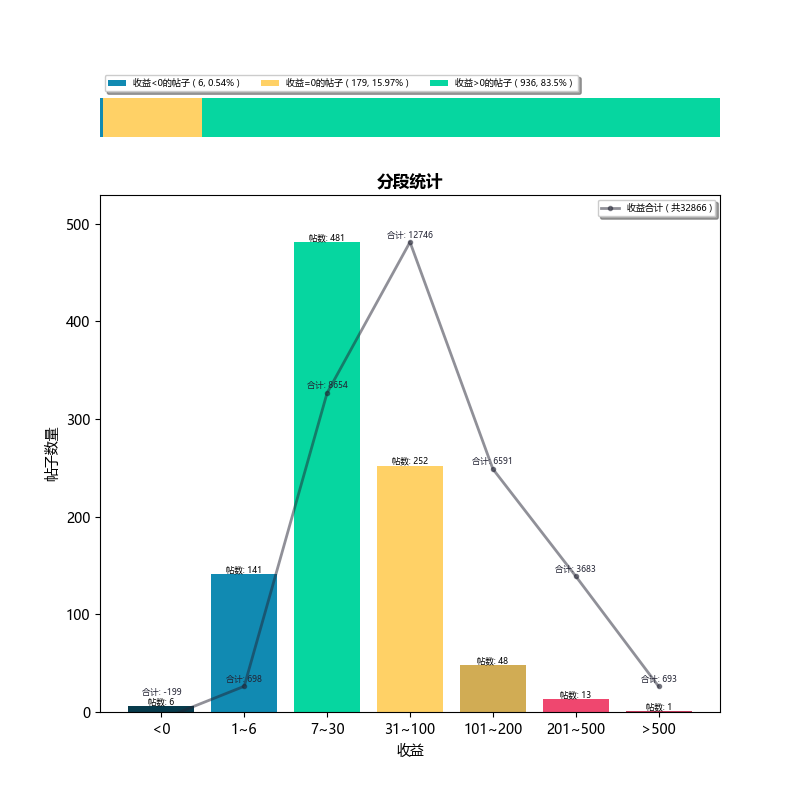 收益<0的帖子 ( 6, 0.54% ) 收益=0的帖子 ( 179, 15.97% ) 收益>0的帖子 ( 936, 83.5% )
分段统计
收益合计 ( 共32866 )
500
400
300
200
100
0
帖子数量
帖数: 481
合计: 12746
合计: 8654
帖数: 252
合计: 6591
帖数: 141
合计: 3683
合计: 698
合计: 693
帖数: 48
合计: -199
帖数: 6
帖数: 13
帖数: 1
<0 1~6 7~30 31~100 101~200 201~500 >500
收益